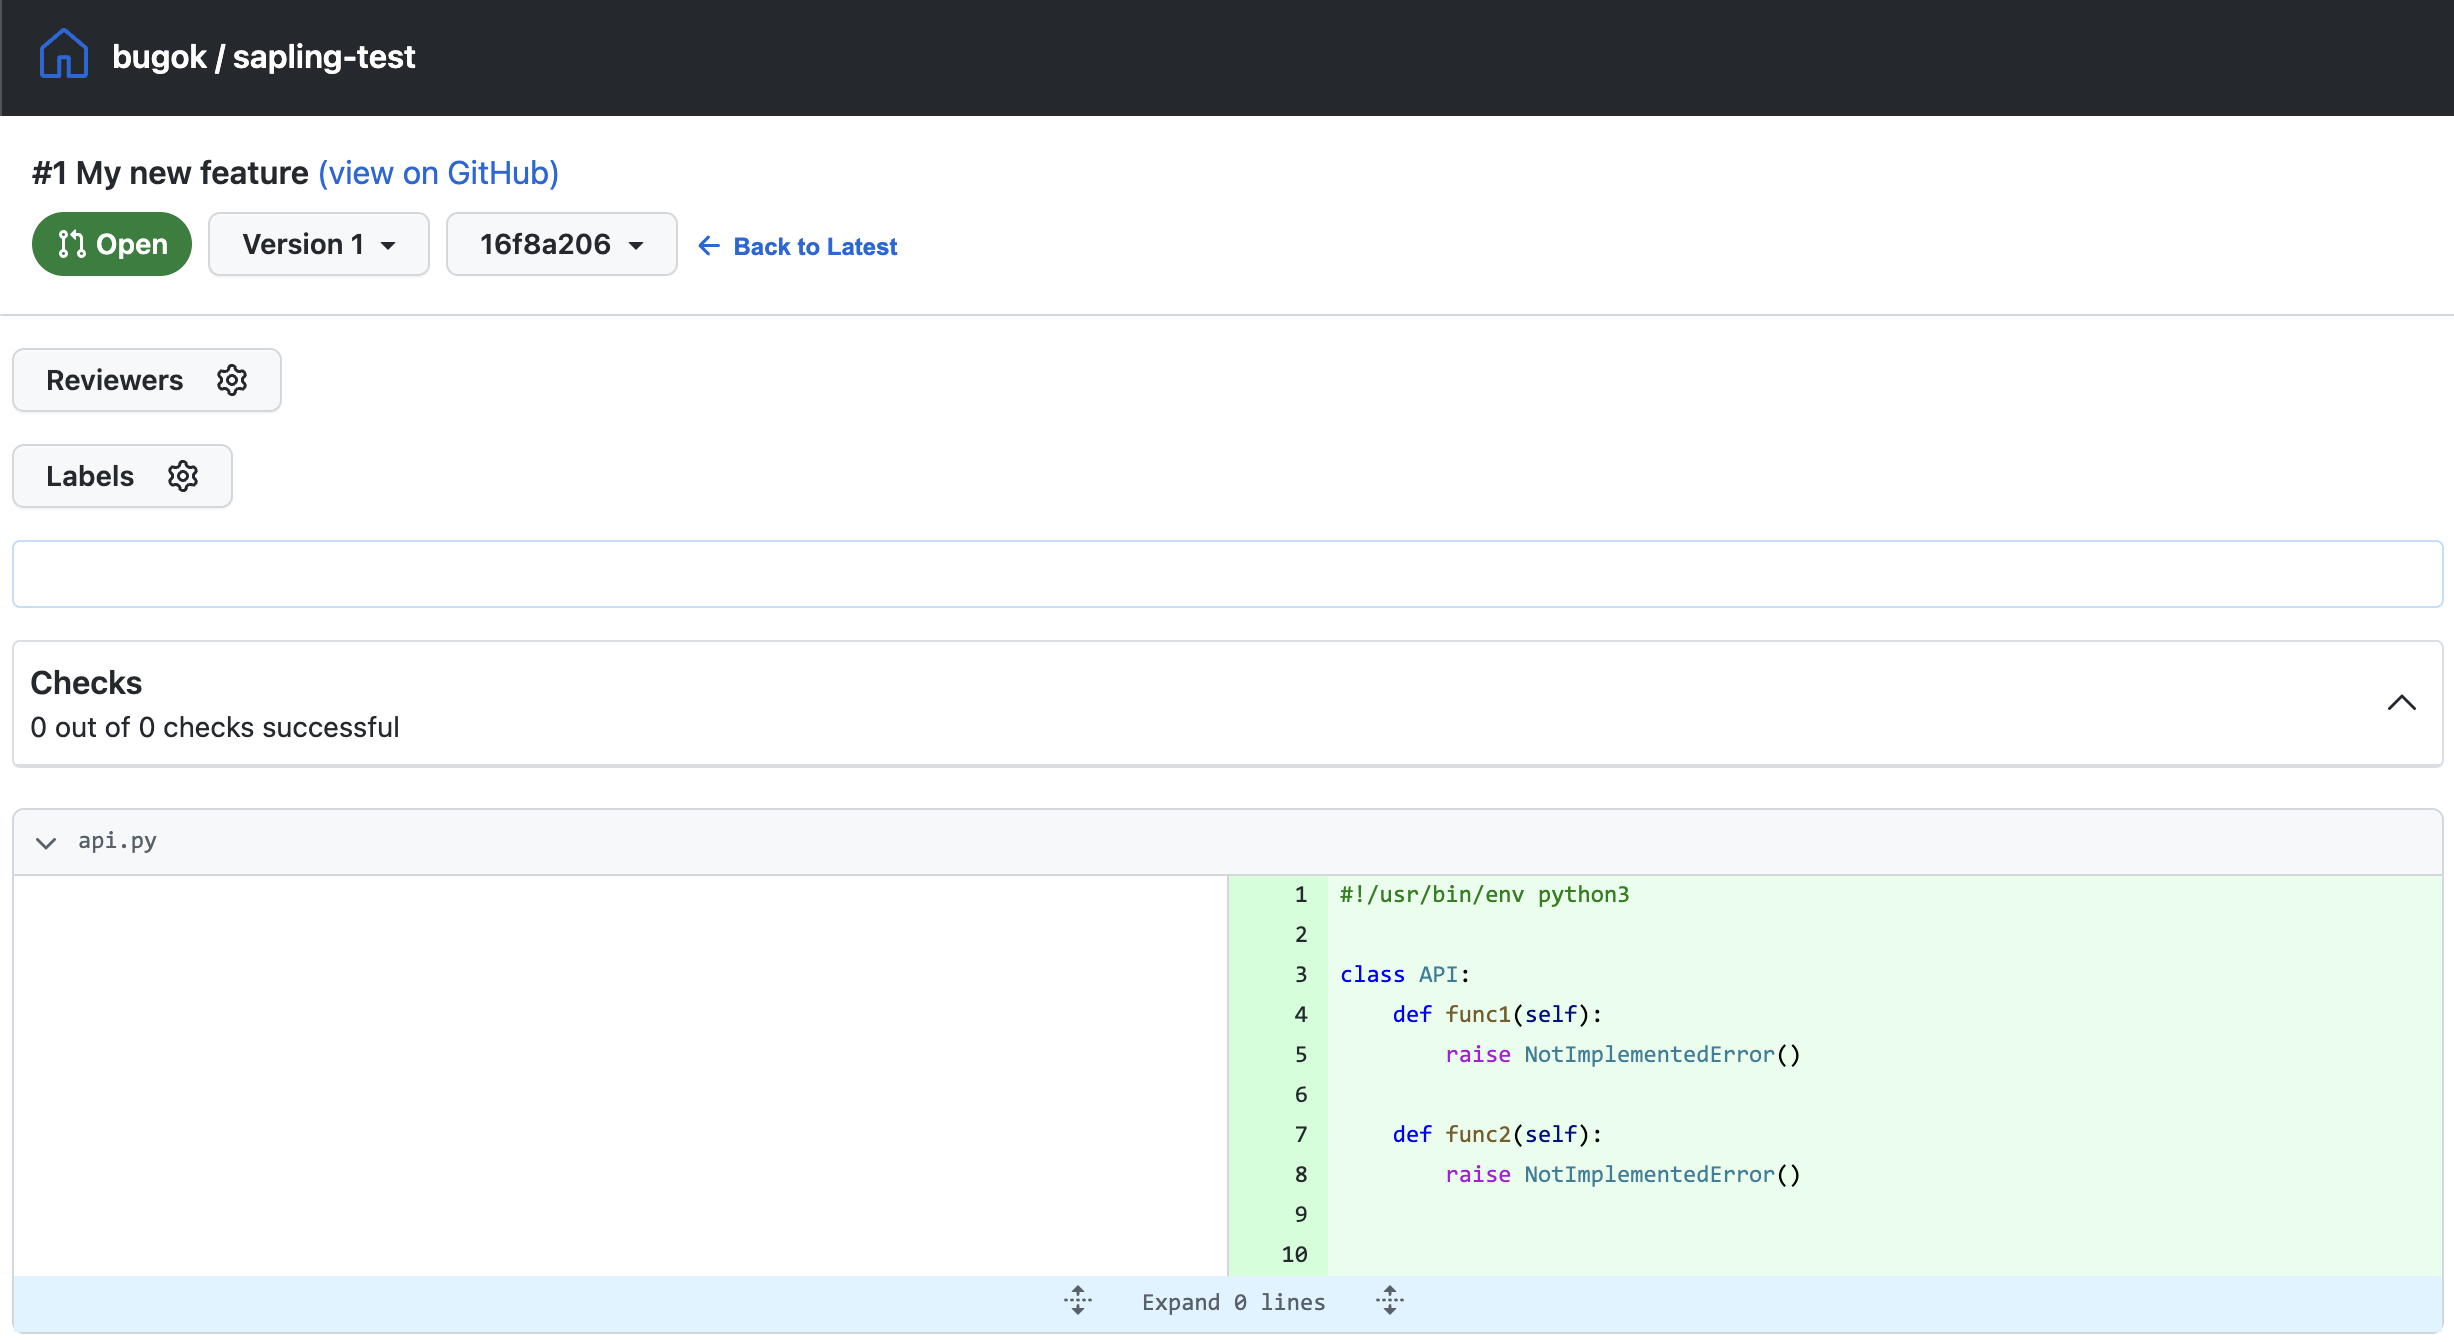 bugok / sapling-test
#1 My new feature (view on GitHub)
Open
Version 1
16f8a206
Back to Latest
Reviewers
Labels
Checks
0 out of 0 checks successful
api.py
1 #!/usr/bin/env python3
2
3 class API:
4     def func1(self):
5         raise NotImplementedError()
6
7     def func2(self):
8         raise NotImplementedError()
9
10
Expand 0 lines